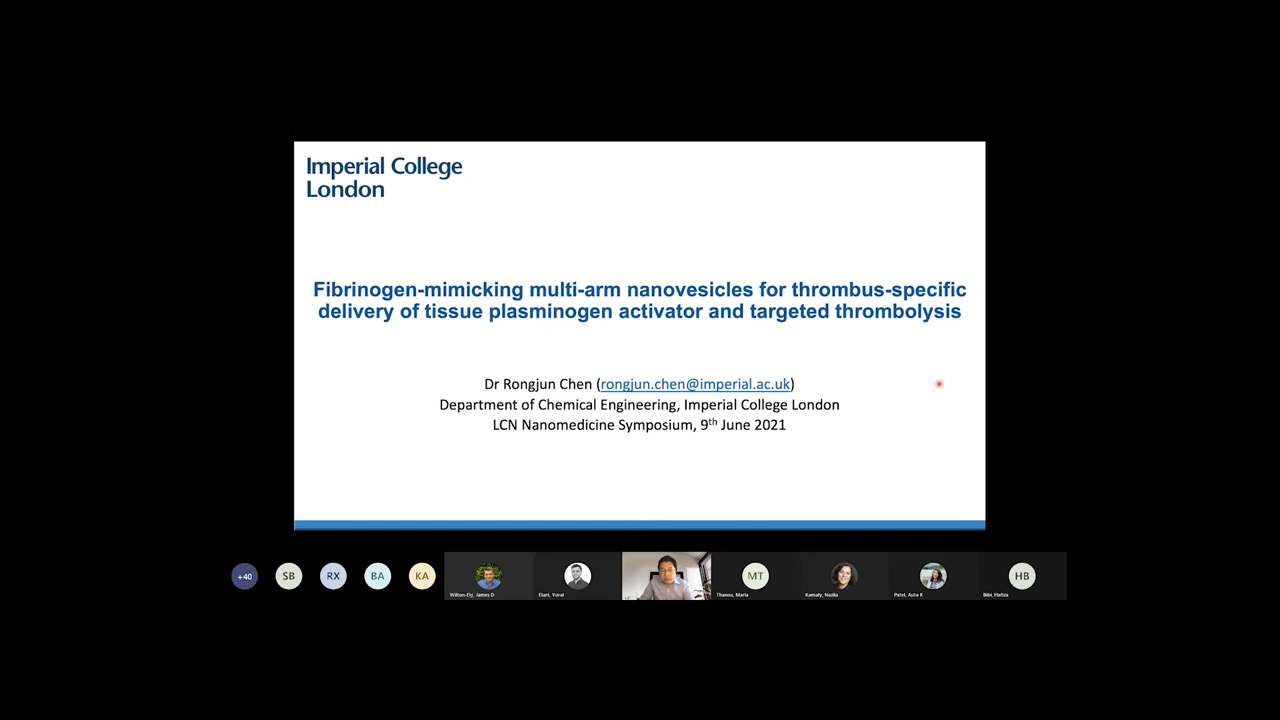 Imperial College
London
Fibrinogen-mimicking multi-arm nanovesicles for thrombus-specific
delivery of tissue plasminogen activator and targeted thrombolysis
Dr Rongjun Chen (rongjun.chen@imperial.ac.uk)
Department of Chemical Engineering, Imperial College London
LCN Nanomedicine Symposium, 9th June 2021
+40 SB RX BA KA MT HB
Wilton-Ely, James D Elani, Yuval Thanou, Maria Kamaly, Nazila Patel, Asha K Bibi, Hafiza